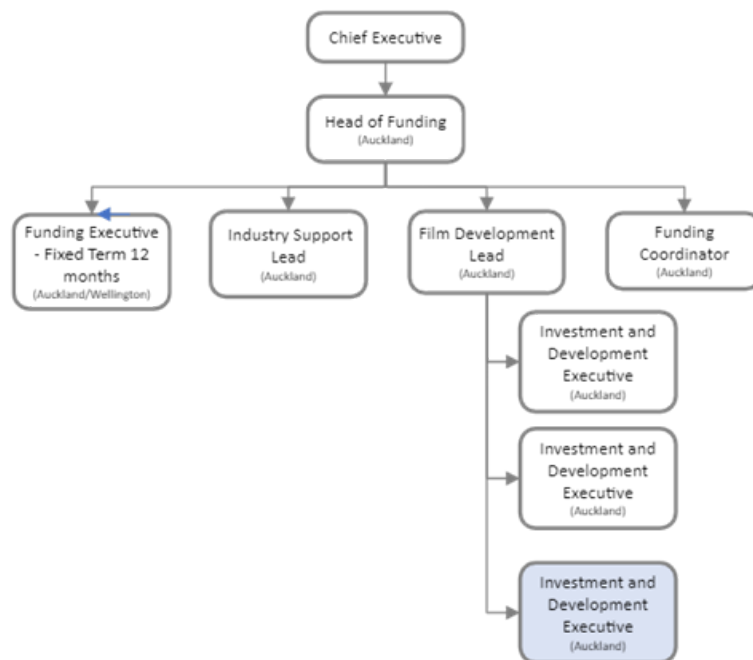 Chief Executive
Head of Funding
(Auckland)
Funding Executive
- Fixed Term 12
months
(Auckland/Wellington)
Industry Support
Lead
(Auckland)
Film Development
Lead
(Auckland)
Funding
Coordinator
(Auckland)
Investment and
Development
Executive
(Auckland)
Investment and
Development
Executive
(Auckland)
Investment and
Development
Executive
(Auckland)